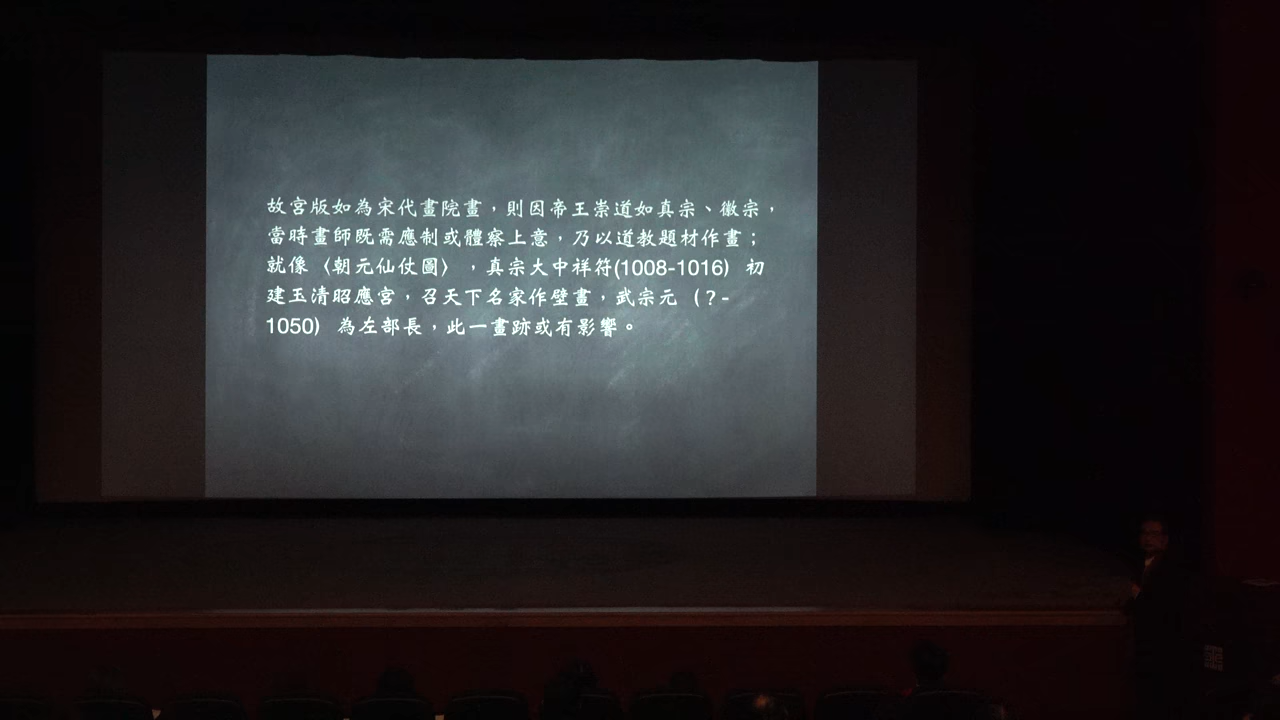 故宮版如為宋代畫院畫，則因帝王崇道如真宗、徽宗，
當時畫師既需應制或體察上意，乃以道教題材作畫；
就像〈朝元仙仗圖〉，真宗大中祥符(1008-1016) 初
建玉清昭應宮，召天下名家作壁畫，武宗元 (？-
1050) 為左部長，此一畫跡或有影響。